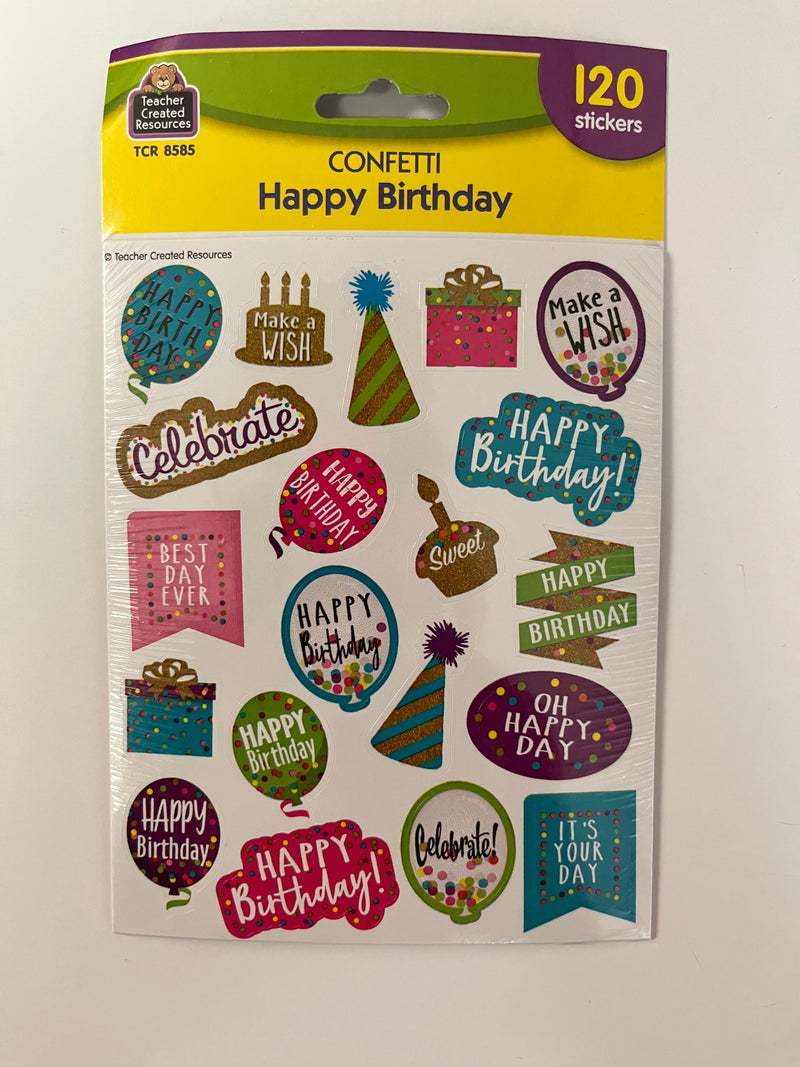 Teacher
Created
Resources
TCR 8585
120
stickers
CONFETTI
Happy Birthday
© Teacher Created Resources
HAPPY
BIRTH
DAY
Make a
WISH
Make a
WISH
Celebrate
HAPPY
Birthday!
HAPPY
BIRTHDAY
Sweet
BEST
DAY
EVER
HAPPY
BIRTHDAY
HAPPY
Birthday
HAPPY
Birthday
OH
HAPPY
DAY
HAPPY
Birthday
HAPPY
Birthday!
Celebrate!
IT'S
YOUR
DAY